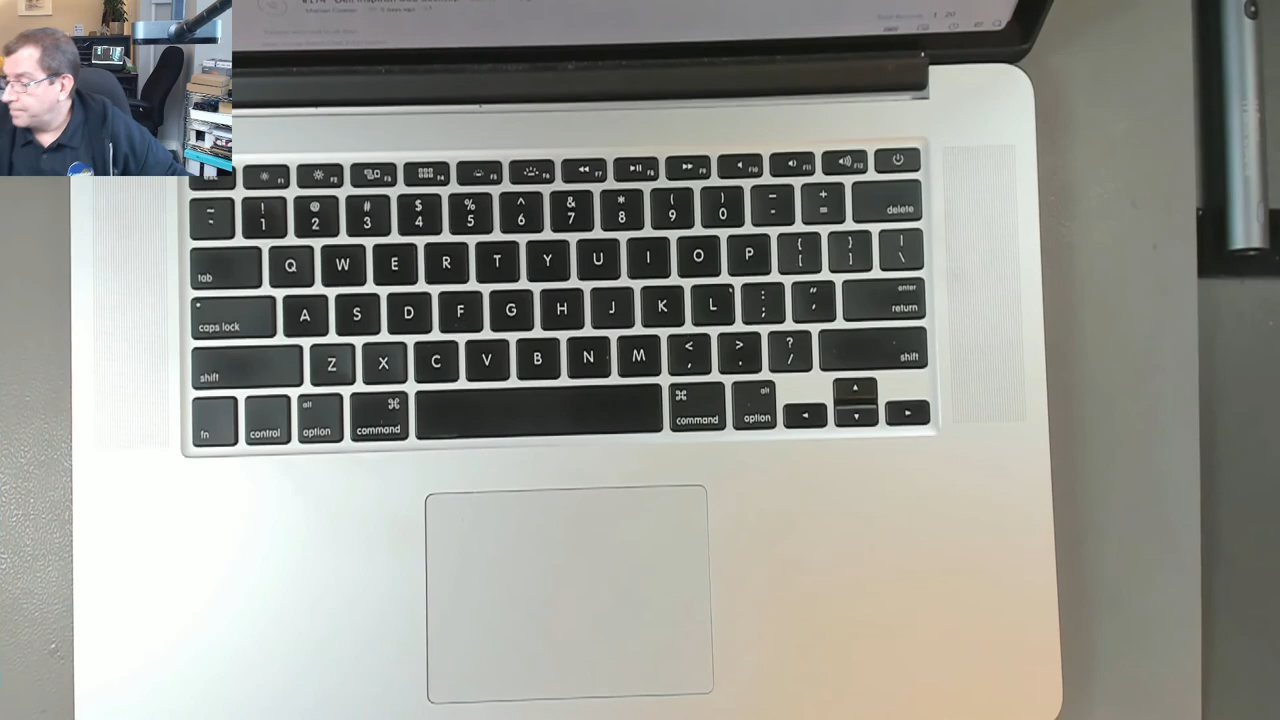 F1 F2 F3 F4 F5 F6 F7 F8 F9 F10 F11 F12
~ ! @ # $ % ^ & * ( ) _ +
` 1 2 3 4 5 6 7 8 9 0 - = delete
tab Q W E R T Y U I O P { [ } ] | \
caps lock A S D F G H J K L : ; " ' enter return
shift Z X C V B N M < , > . ? / shift
fn control alt option ⌘ command ⌘ command alt option